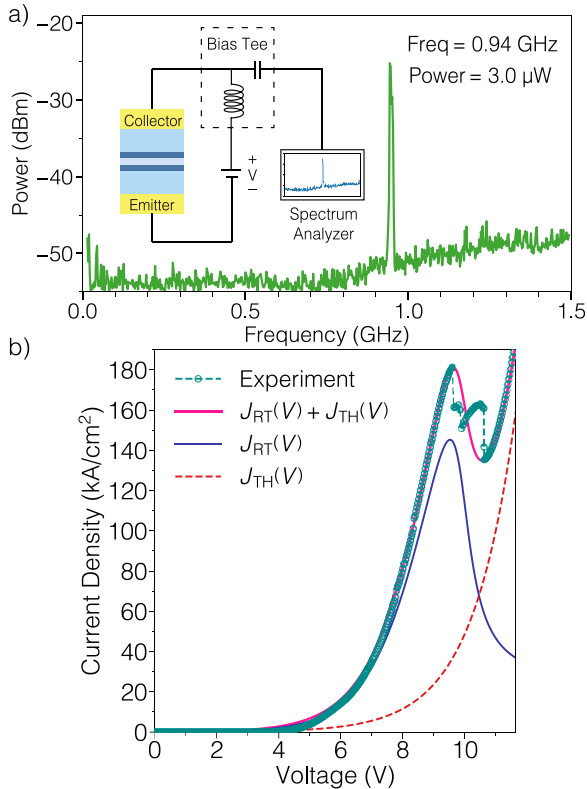 a)
−20
−30
−40
−50
Power (dBm)
0.0
0.5
1.0
1.5
Frequency (GHz)
Freq = 0.94 GHz
Power = 3.0 μW
Bias Tee
Collector
Emitter
+
V
−
Spectrum
Analyzer
b)
180
160
140
120
100
80
60
40
20
0
Current Density (kA/cm²)
0
2
4
6
8
10
Voltage (V)
Experiment
J_RT(V) + J_TH(V)
J_RT(V)
J_TH(V)